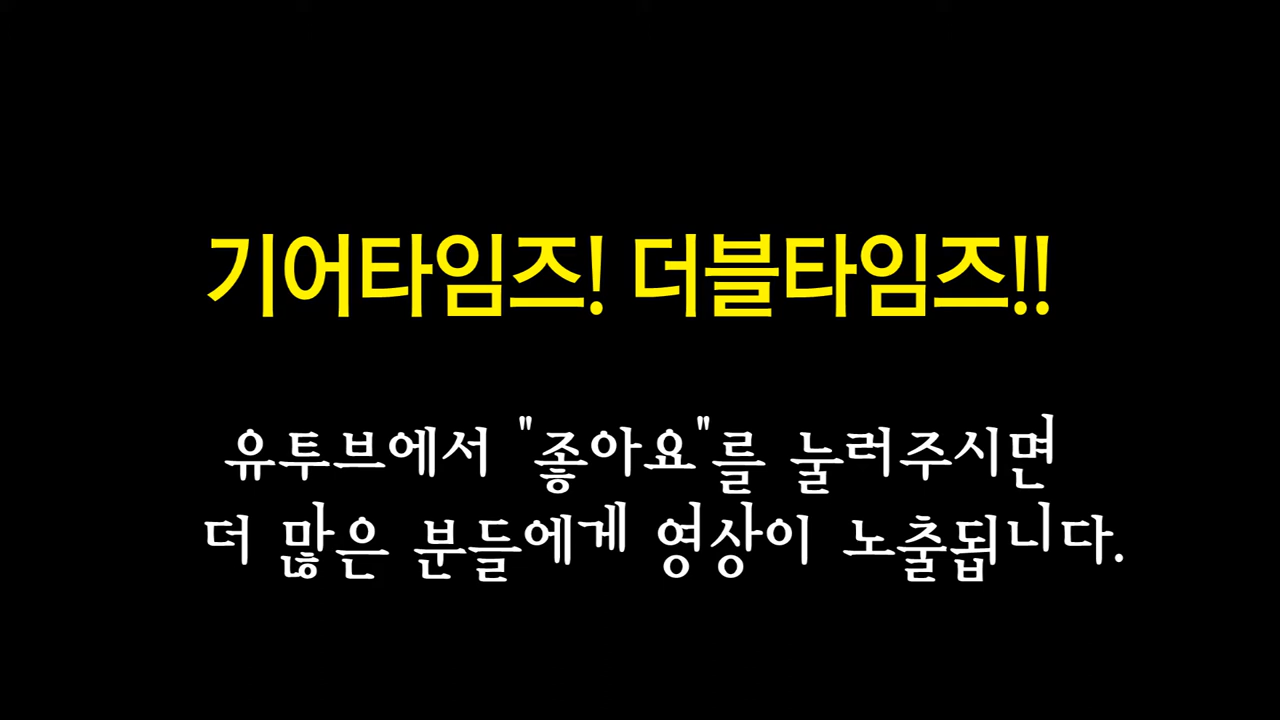 기어타임즈! 더블타임즈!!
유투브에서 "좋아요"를 눌러주시면
더 많은 분들에게 영상이 노출됩니다.